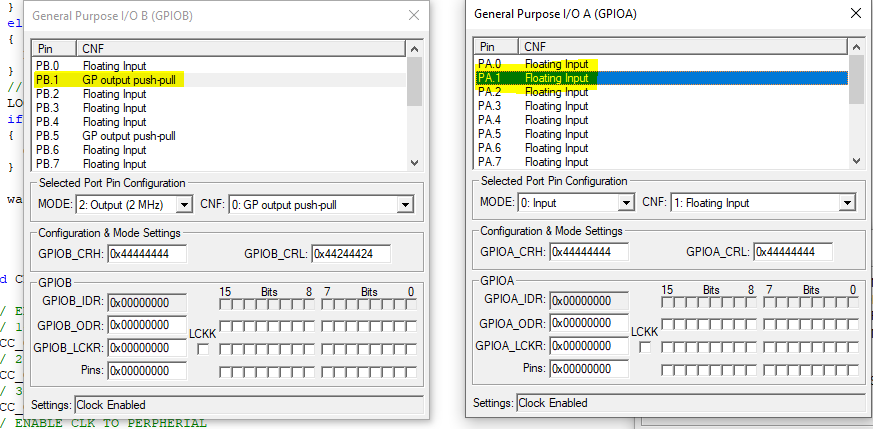 }
el
{
}
//
LO
if
{
}
wa
d C
/ E
/ 1
CC_
/ 2
CC_
/ 3
CC_
/ ENABLE CLK TO PERPHERIAL
General Purpose I/O B (GPIOB)
Pin CNF
PB.0 Floating Input
PB.1 GP output push-pull
PB.2 Floating Input
PB.3 Floating Input
PB.4 Floating Input
PB.5 GP output push-pull
PB.6 Floating Input
PB.7 Floating Input
Selected Port Pin Configuration
MODE: 2: Output (2 MHz) CNF: 0: GP output push-pull
Configuration & Mode Settings
GPIOB_CRH: 0x44444444 GPIOB_CRL: 0x44244424
GPIOB
15 Bits 8 7 Bits 0
GPIOB_IDR: 0x00000000
GPIOB_ODR: 0x00000000
LCKK
GPIOB_LCKR: 0x00000000
Pins: 0x00000000
Settings: Clock Enabled
General Purpose I/O A (GPIOA)
Pin CNF
PA.0 Floating Input
PA.1 Floating Input
PA.2 Floating Input
PA.3 Floating Input
PA.4 Floating Input
PA.5 Floating Input
PA.6 Floating Input
PA.7 Floating Input
Selected Port Pin Configuration
MODE: 0: Input CNF: 1: Floating Input
Configuration & Mode Settings
GPIOA_CRH: 0x44444444 GPIOA_CRL: 0x44444444
GPIOA
15 Bits 8 7 Bits 0
GPIOA_IDR: 0x00000000
GPIOA_ODR: 0x00000000
LCKK
GPIOA_LCKR: 0x00000000
Pins: 0x00000000
Settings: Clock Enabled